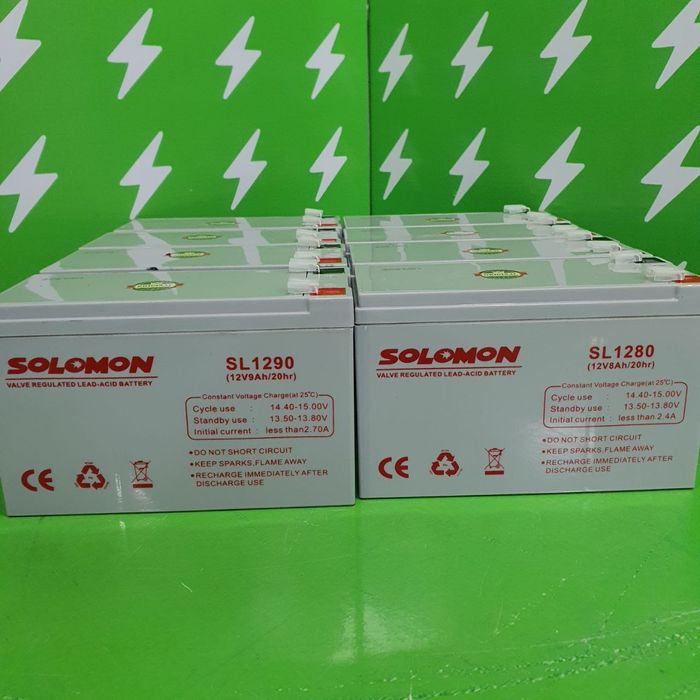 SOLOMON
VALVE REGULATED LEAD-ACID BATTERY
SL1290
(12V9Ah/20hr)
Constant Voltage Charge(at 25℃)
Cycle use : 14.40-15.00V
Standby use : 13.50-13.80V
Initial current : less than2.70A
•DO NOT SHORT CIRCUIT
•KEEP SPARKS,FLAME AWAY
•RECHARGE IMMEDIATELY AFTER
DISCHARGE USE
CE
SOLOMON
VALVE REGULATED LEAD-ACID BATTERY
SL1280
(12V8Ah/20hr)
Constant Voltage Charge(at 25℃)
Cycle use : 14.40-15.00V
Standby use : 13.50-13.80V
Initial current : less than2.4A
•DO NOT SHORT CIRCUIT
•KEEP SPARKS,FLAME AWAY
•RECHARGE IMMEDIATELY AFTER
DISCHARGE USE
CE